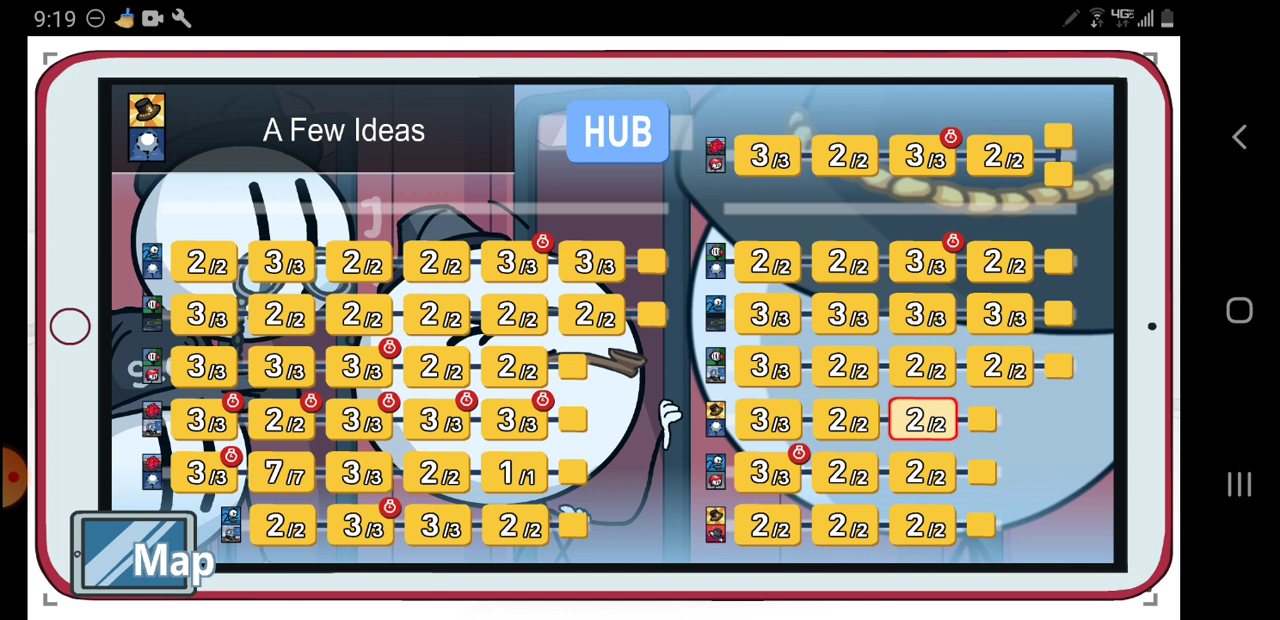 9:19 4G
A Few Ideas
HUB
3/3 2/2 3/3 2/2
2/2 3/3 2/2 2/2 3/3 3/3
2/2 2/2 3/3 2/2
3/3 2/2 2/2 2/2 2/2 2/2
3/3 3/3 3/3 3/3
3/3 3/3 3/3 2/2 2/2
3/3 2/2 2/2 2/2
3/3 2/2 3/3 3/3 3/3
3/3 2/2 2/2
3/3 7/7 3/3 2/2 1/1
3/3 2/2 2/2
2/2 3/3 3/3 2/2
2/2 2/2 2/2
Map